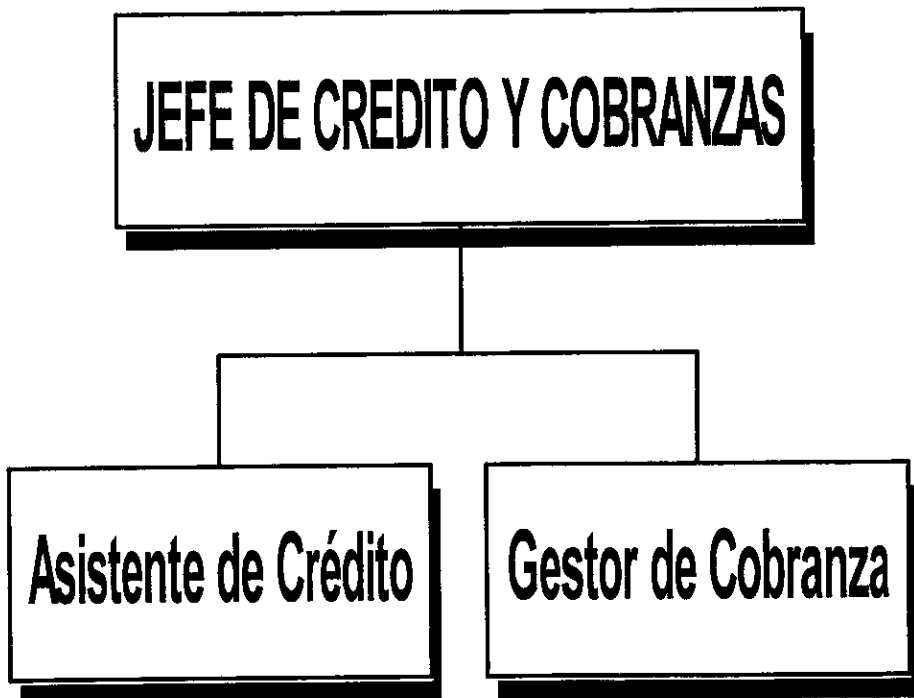 JEFE DE CREDITO Y COBRANZAS
Asistente de Crédito
Gestor de Cobranza